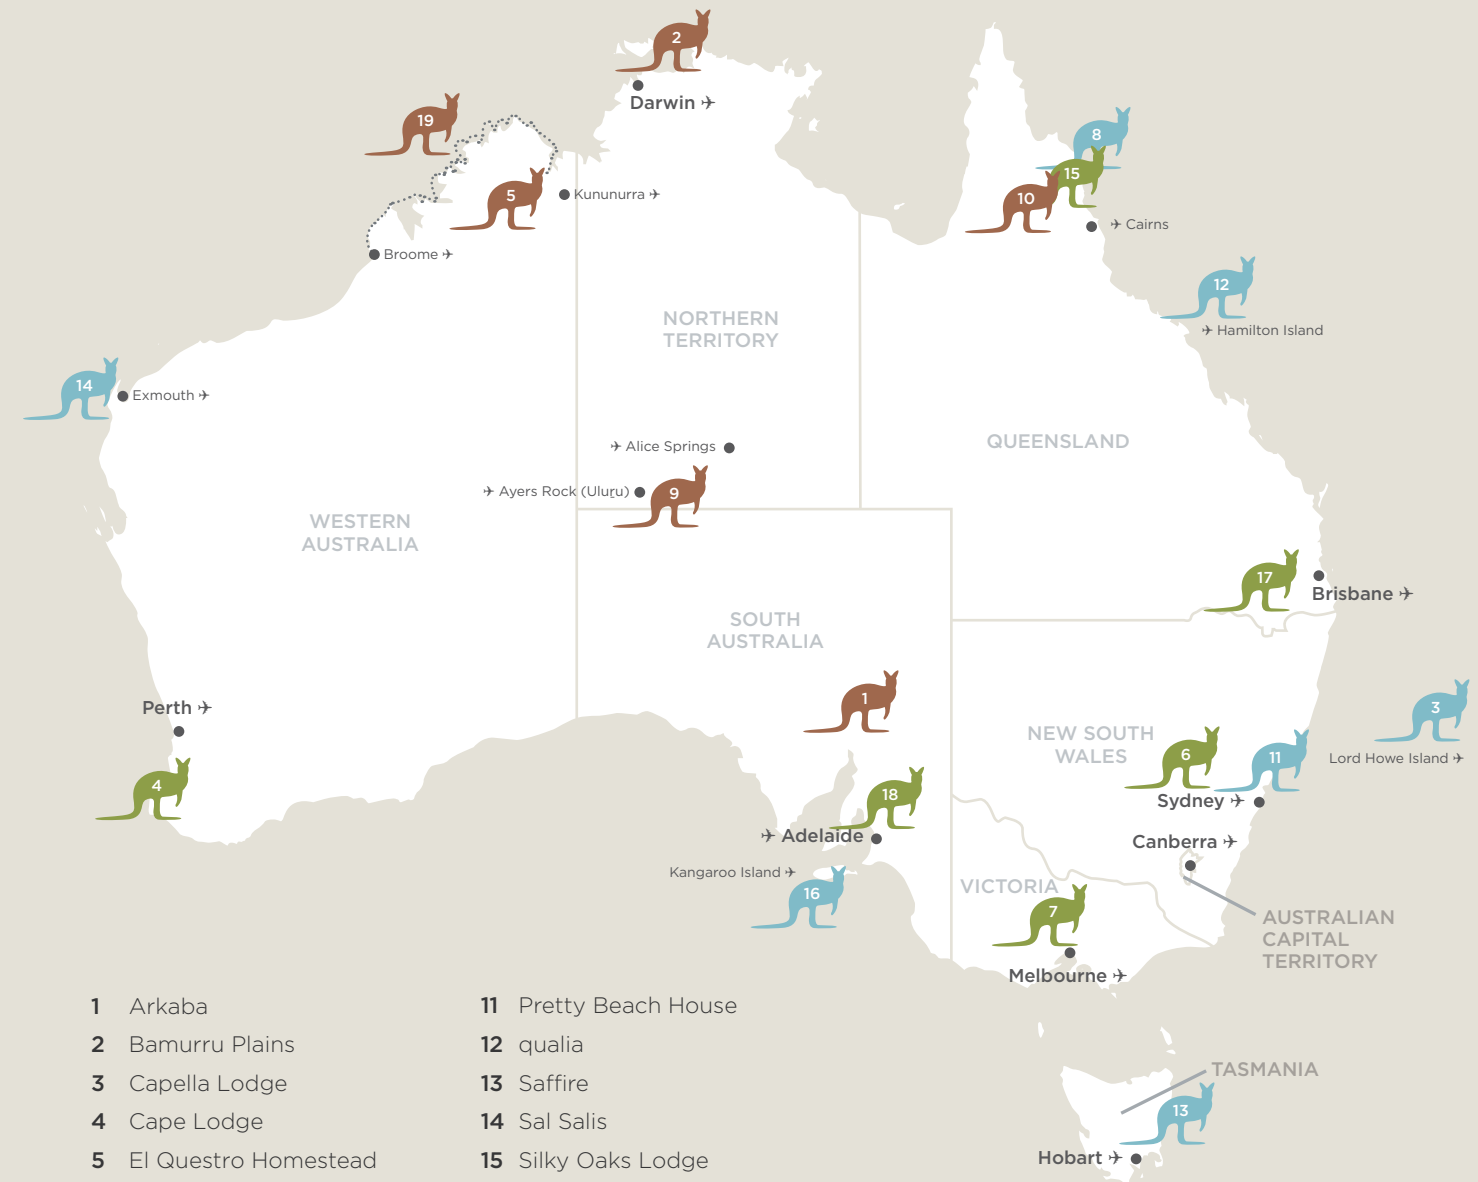 2
Darwin
19
8
15
5
Kununurra
10
Cairns
Broome
12
NORTHERN
TERRITORY
Hamilton Island
14
Exmouth
QUEENSLAND
Alice Springs
Ayers Rock (Uluṟu)
9
WESTERN
AUSTRALIA
17
Brisbane
SOUTH
AUSTRALIA
1
Perth
3
NEW SOUTH
WALES
6
11
Lord Howe Island
4
18
Sydney
Adelaide
Canberra
Kangaroo Island
16
VICTORIA
7
AUSTRALIAN
CAPITAL
TERRITORY
Melbourne
1 Arkaba
2 Bamurru Plains
3 Capella Lodge
4 Cape Lodge
5 El Questro Homestead
11 Pretty Beach House
12 qualia
13 Saffire
14 Sal Salis
15 Silky Oaks Lodge
TASMANIA
13
Hobart